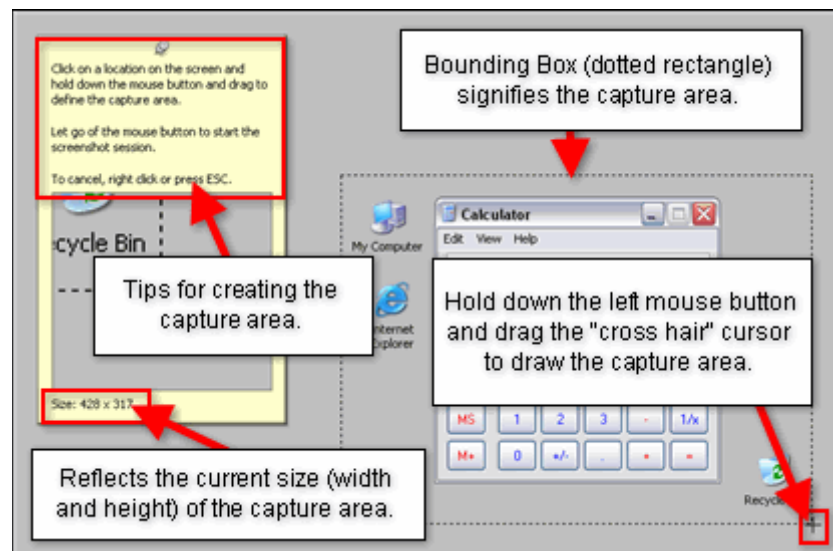 Click on a location on the screen and
hold down the mouse button and drag to
define the capture area.
Let go of the mouse button to start the
screenshot session.
To cancel, right click or press ESC.
ecycle Bin
Size: 428 x 317
Tips for creating the
capture area.
Reflects the current size (width
and height) of the capture area.
Bounding Box (dotted rectangle)
signifies the capture area.
My Computer
Internet
Explorer
Calculator
Edit View Help
Hold down the left mouse button
and drag the "cross hair" cursor
to draw the capture area.
MS 1 2 3 - 1/x
M+ 0 +/- . + =
Recycle